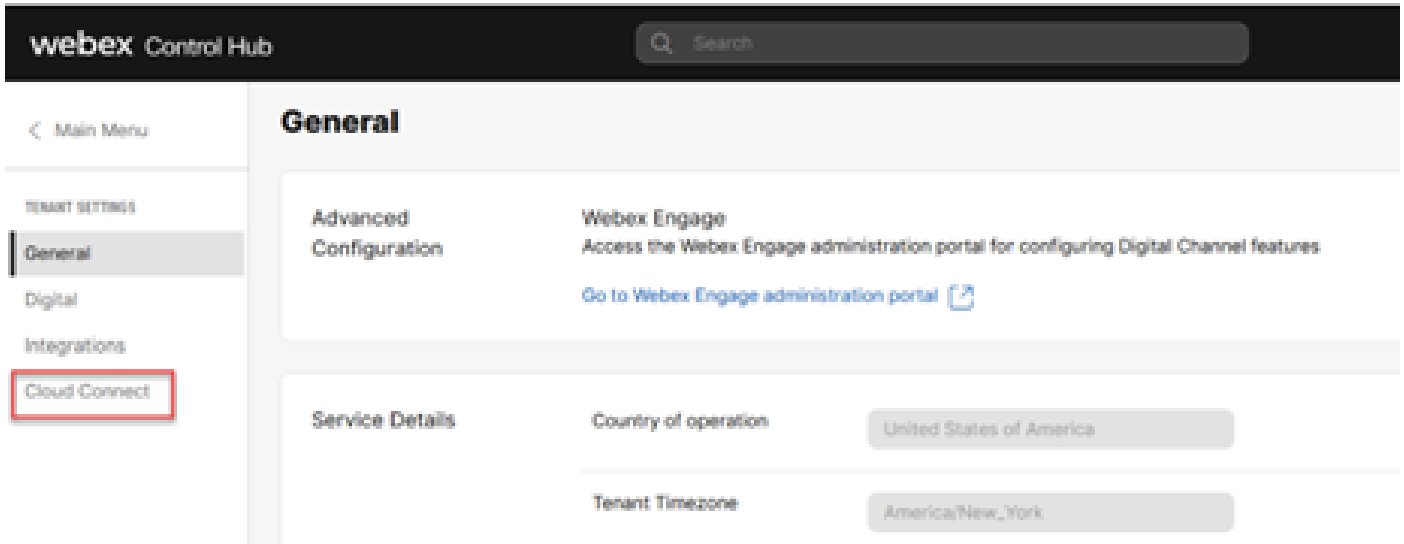 webex Control Hub
Search
Main Menu
TENANT SETTINGS
General
Digital
Integrations
Cloud Connect
General
Advanced
Configuration
Webex Engage
Access the Webex Engage administration portal for configuring Digital Channel features
Go to Webex Engage administration portal
Service Details
Country of operation
United States of America
Tenant Timezone
America/New_York